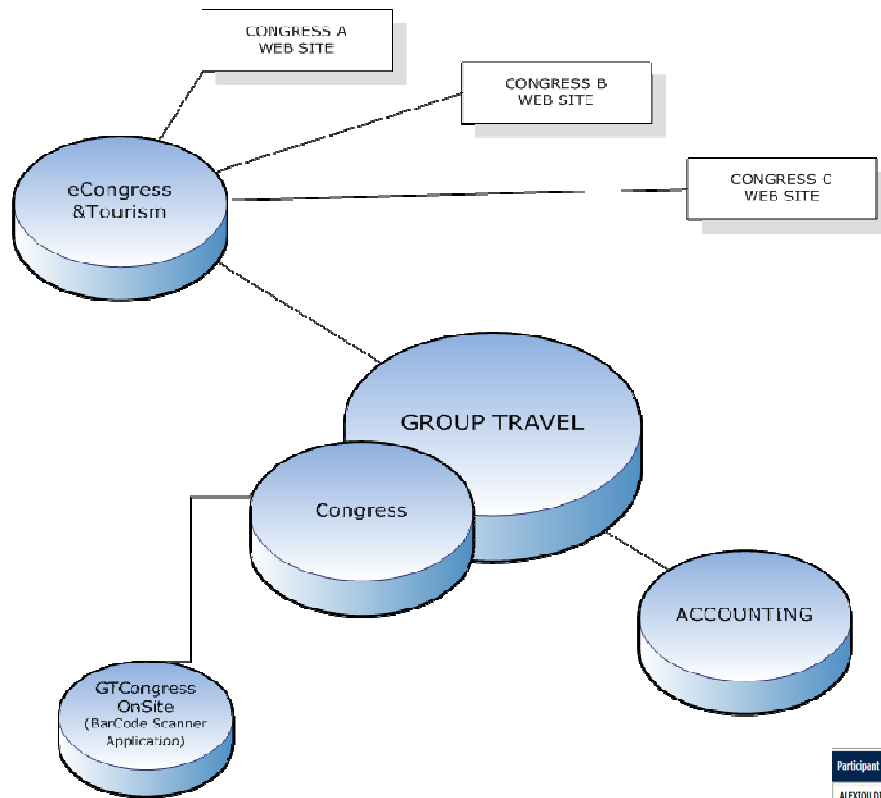 CONGRESS A
WEB SITE
CONGRESS B
WEB SITE
CONGRESS C
WEB SITE
eCongress
&Tourism
GROUP TRAVEL
Congress
ACCOUNTING
GTCongress
OnSite
(BarCode Scanner
Application)
Participant